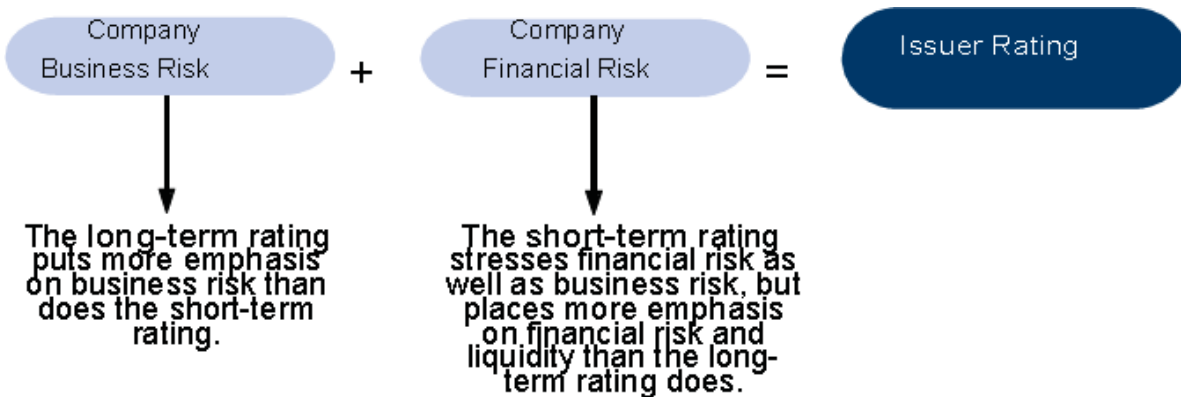 Company
Business Risk
+
Company
Financial Risk
=
Issuer Rating
The long-term rating
puts more emphasis
on business risk than
does the short-term
rating.
The short-term rating
stresses financial risk as
well as business risk, but
places more emphasis
on financial risk and
liquidity than the long-
term rating does.